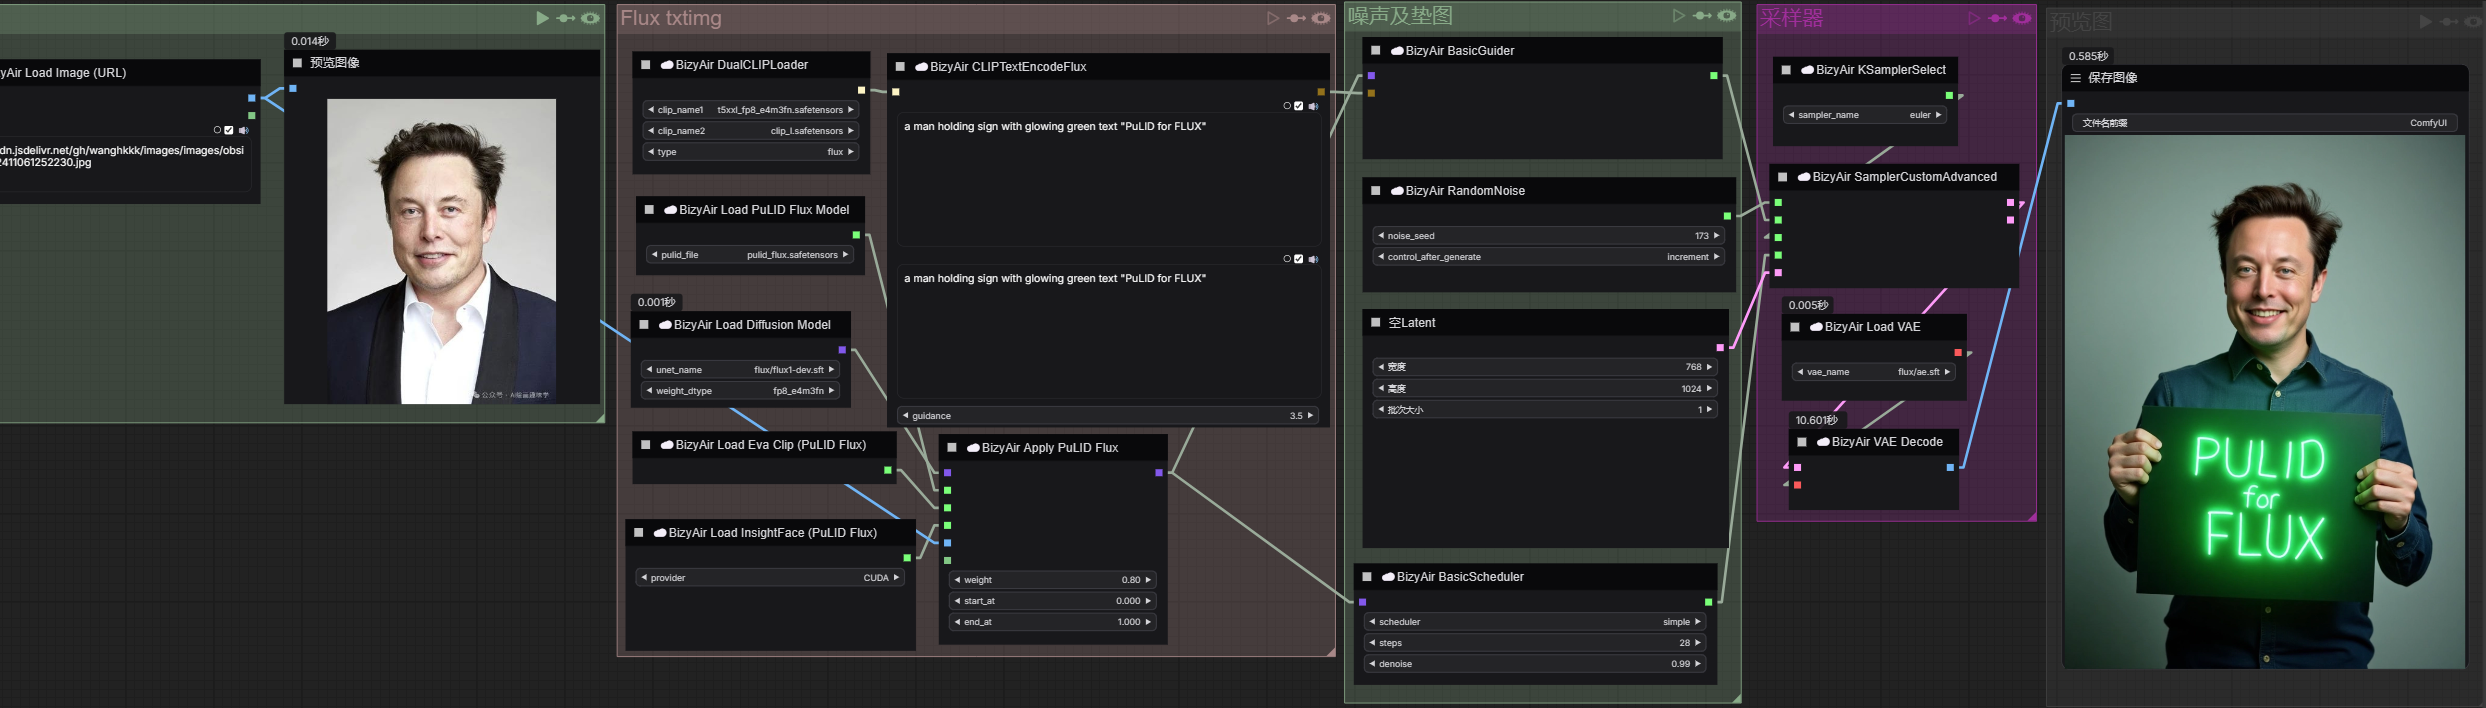 yAir Load Image (URL)
dn.jsdelivr.net/gh/wanghkkk/images/images/obsi
2411061252230.jpg
0.014秒
预览图像
公众号 · AI绘画趣味学
Flux txtimg
BizyAir DualCLIPLoader
clip_name1 t5xxl_fp8_e4m3fn.safetensors
clip_name2 clip_l.safetensors
type flux
BizyAir Load PuLID Flux Model
pulid_file pulid_flux.safetensors
0.001秒
BizyAir Load Diffusion Model
unet_name flux/flux1-dev.sft
weight_dtype fp8_e4m3fn
BizyAir Load Eva Clip (PuLID Flux)
BizyAir Load InsightFace (PuLID Flux)
provider CUDA
BizyAir CLIPTextEncodeFlux
a man holding sign with glowing green text "PuLID for FLUX"
a man holding sign with glowing green text "PuLID for FLUX"
guidance 3.5
BizyAir Apply PuLID Flux
weight 0.80
start_at 0.000
end_at 1.000
噪声及垫图
BizyAir BasicGuider
BizyAir RandomNoise
noise_seed 173
control_after_generate increment
空Latent
宽度 768
高度 1024
批次大小 1
BizyAir BasicScheduler
scheduler simple
steps 28
denoise 0.99
采样器
BizyAir KSamplerSelect
sampler_name euler
BizyAir SamplerCustomAdvanced
0.005秒
BizyAir Load VAE
vae_name flux/ae.sft
10.601秒
BizyAir VAE Decode
预览图
0.585秒
保存图像
文件名前缀 ComfyUI
PULID
for
FLUX